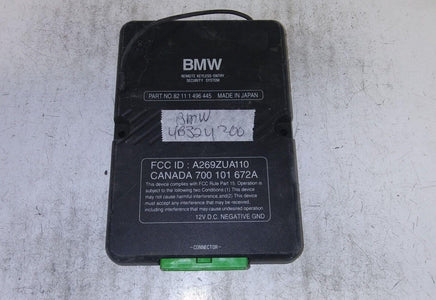 BMW
REMOTE KEYLESS-ENTRY
SECURITY SYSTEM
PART NO. 82 11 1 496 445 MADE IN JAPAN
BMW
FCC ID : A269ZUA110
CANADA 700 101 672A
This device complies with FCC Rule Part 15. Operation is
subject to the following two Conditions (1) This device
may not cause harmful interference, and(2) This device
must accept any interference that may be received,
including interference that may cause undesired operation.
12V D.C. NEGATIVE GND
-CONNECTOR-